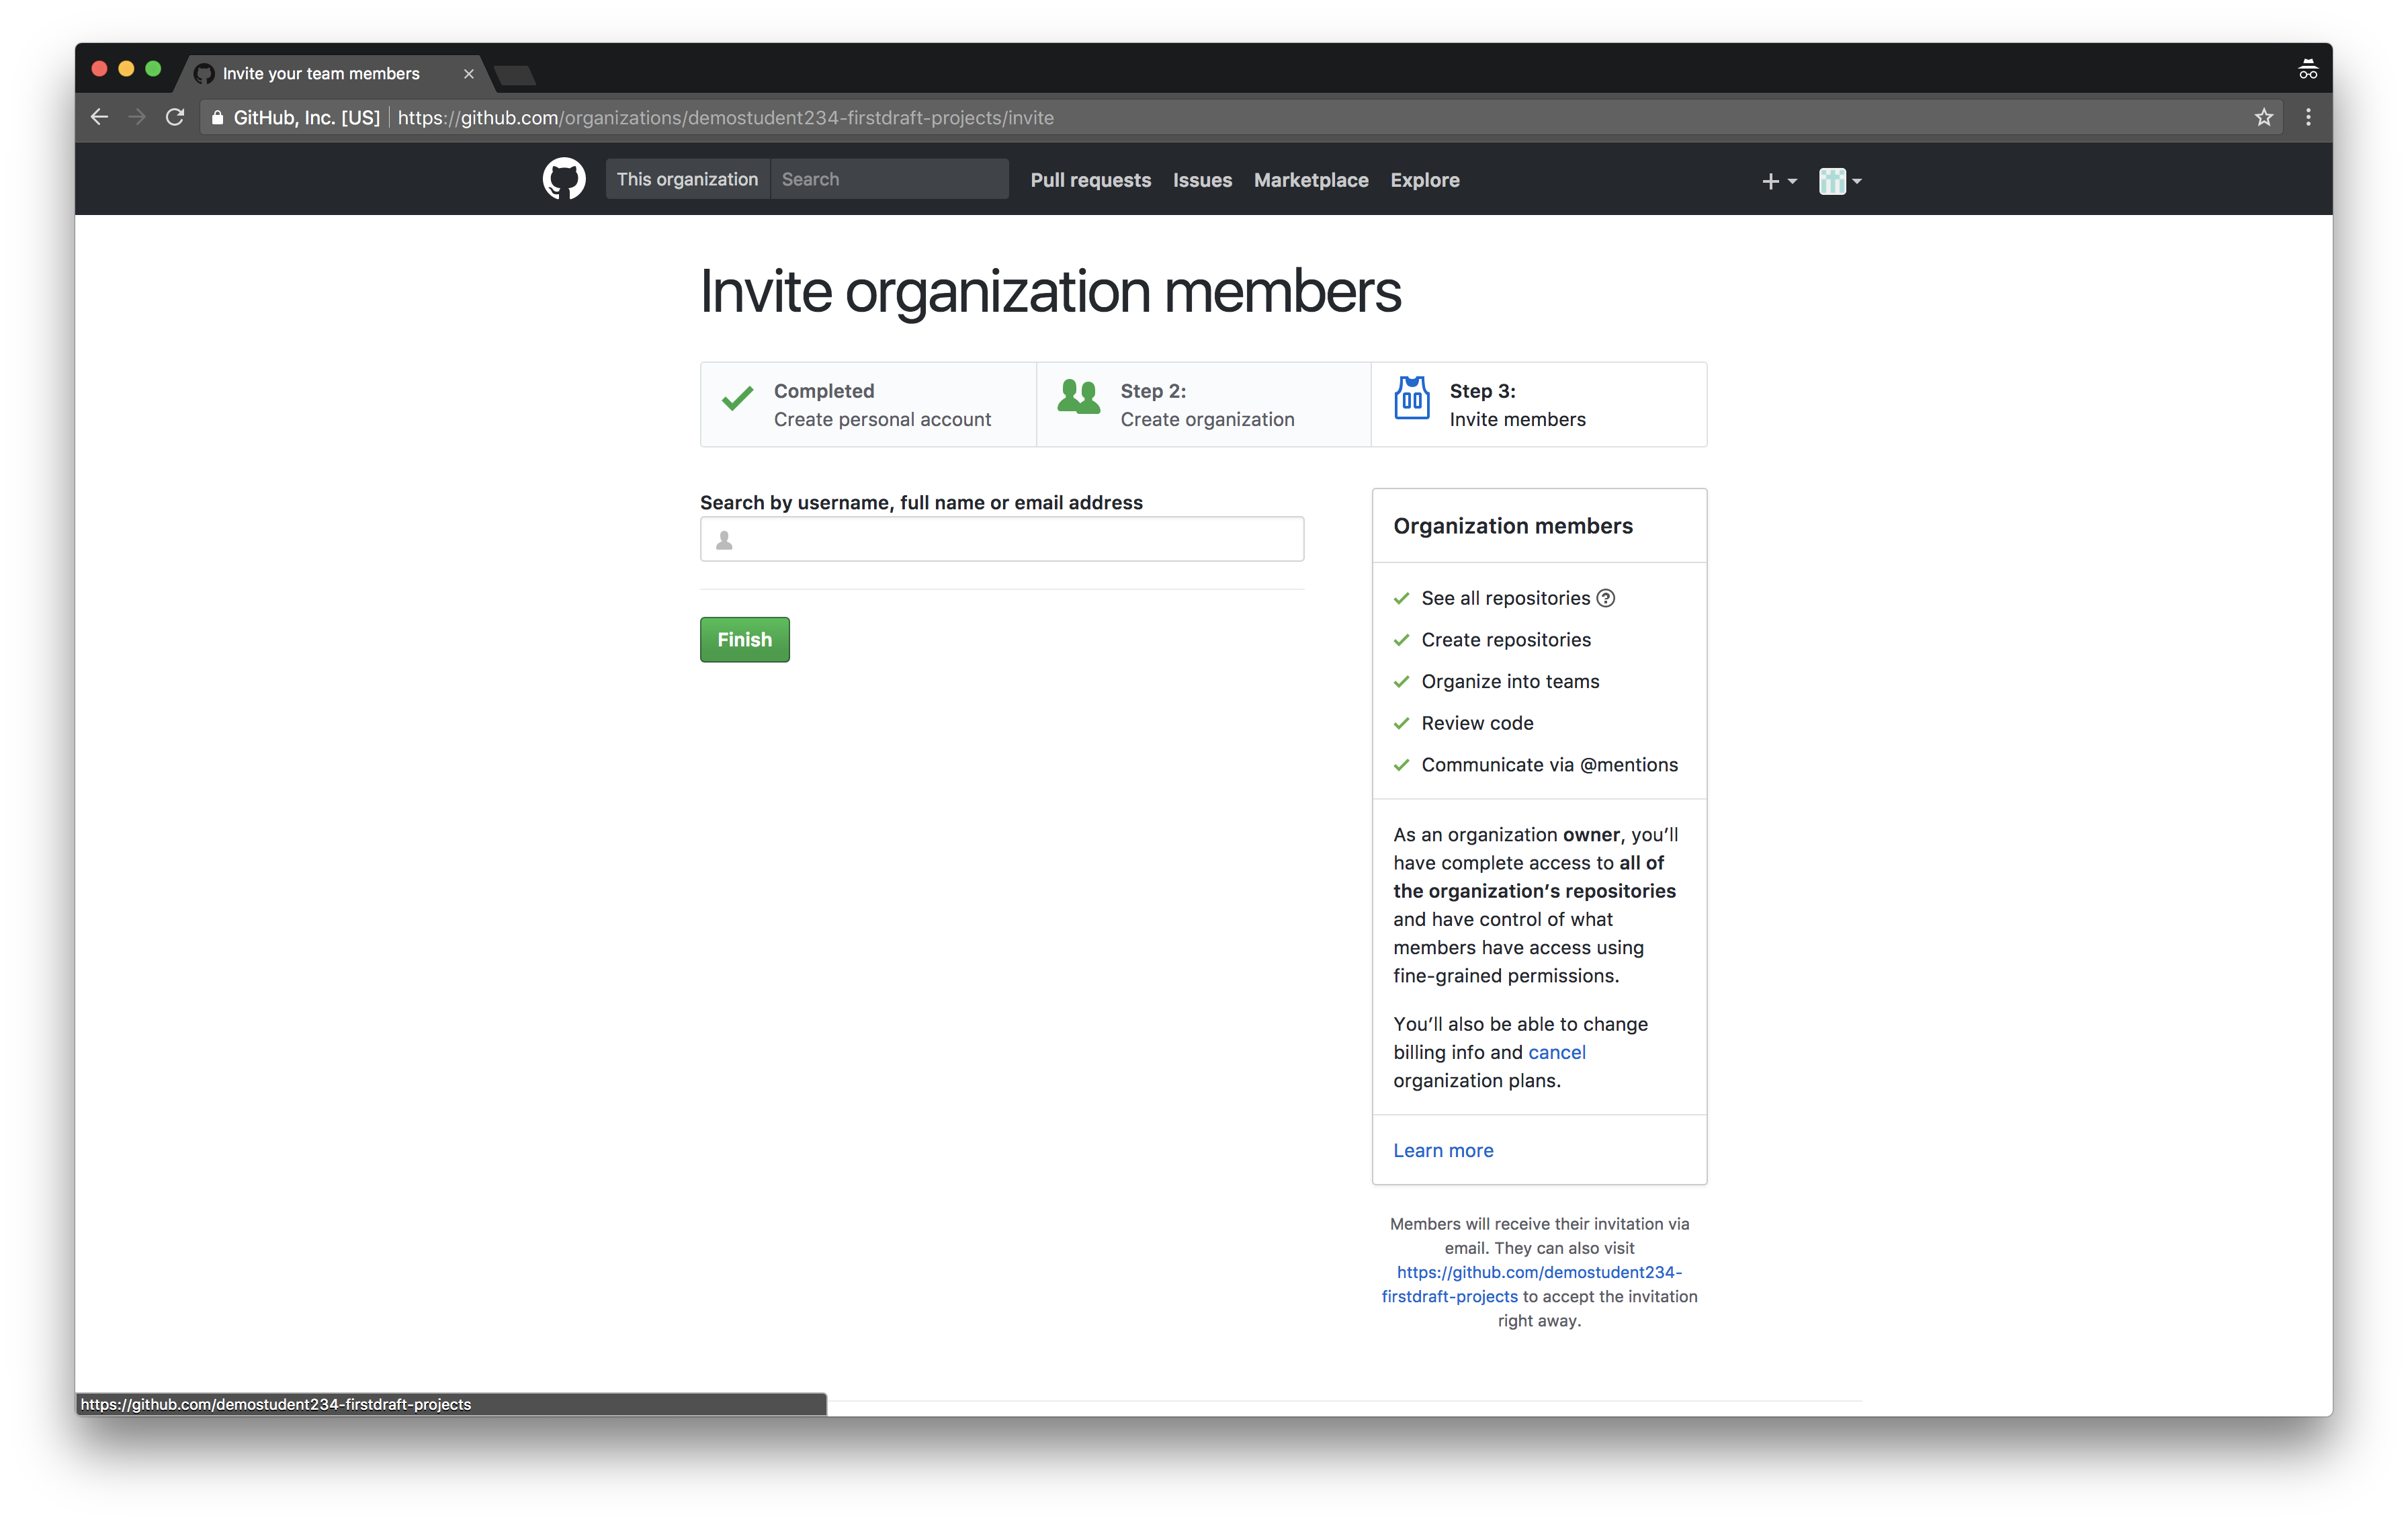 Invite your team members
GitHub, Inc. [US] https://github.com/organizations/demostudent234-firstdraft-projects/invite
This organization Search Pull requests Issues Marketplace Explore
Invite organization members
Completed
Create personal account
Step 2:
Create organization
Step 3:
Invite members
Search by username, full name or email address
Finish
Organization members
See all repositories
Create repositories
Organize into teams
Review code
Communicate via @mentions
As an organization owner, you’ll
have complete access to all of
the organization’s repositories
and have control of what
members have access using
fine-grained permissions.
You’ll also be able to change
billing info and cancel
organization plans.
Learn more
Members will receive their invitation via
email. They can also visit
https://github.com/demostudent234-
firstdraft-projects to accept the invitation
right away.
https://github.com/demostudent234-firstdraft-projects